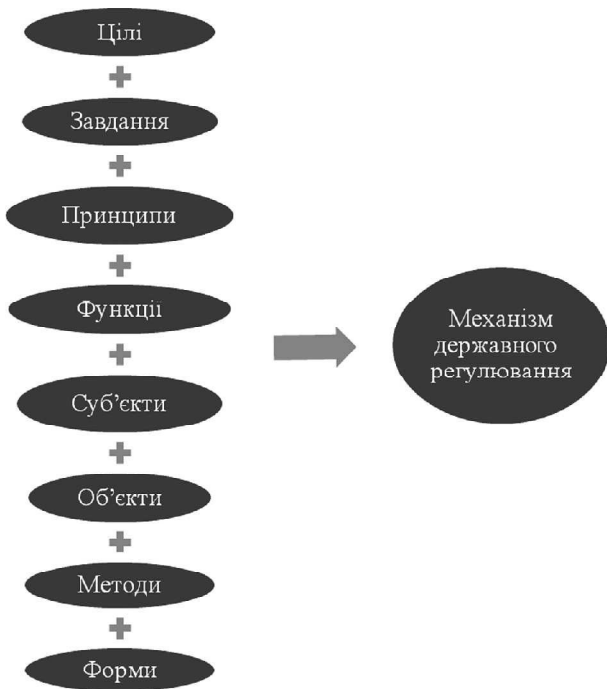 Цілі
Завдання
Принципи
Функції
Суб’єкти
Об’єкти
Методи
Форми
Механізм
державного
регулювання